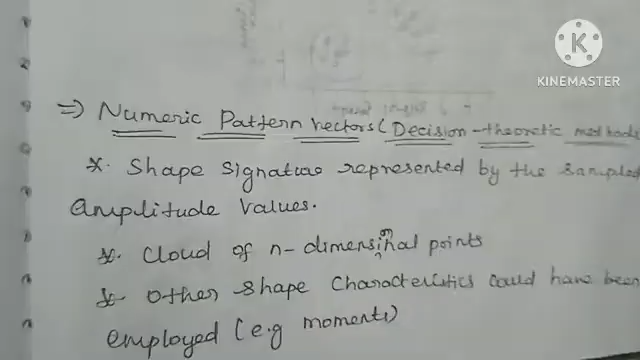 KINEMASTER
=> Numeric Pattern vectors (Decision-theoretic methods
*. Shape signature represented by the sampled
amplitude values.
*. Cloud of n-dimensional points
*. Other shape characteristics could have been
employed (e.g moments)